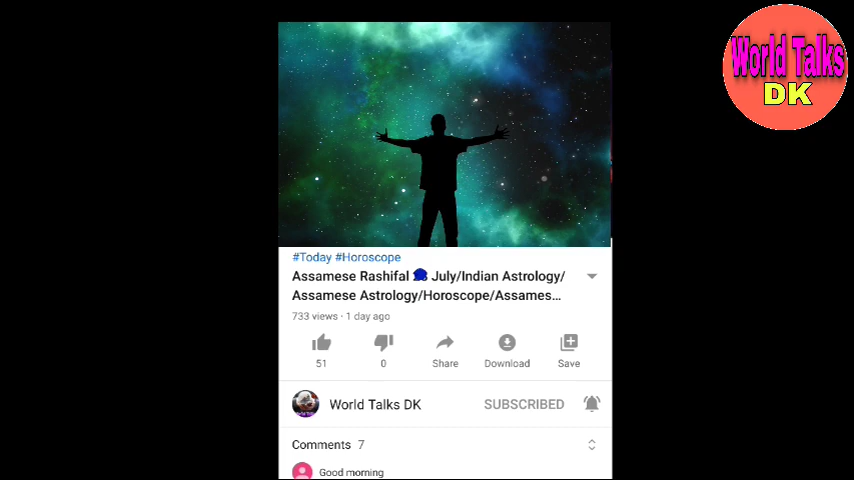 World Talks
DK
#Today #Horoscope
Assamese Rashifal July/Indian Astrology/
Assamese Astrology/Horoscope/Assames...
733 views · 1 day ago
51
0
Share
Download
Save
World Talks DK
SUBSCRIBED
Comments 7
Good morning